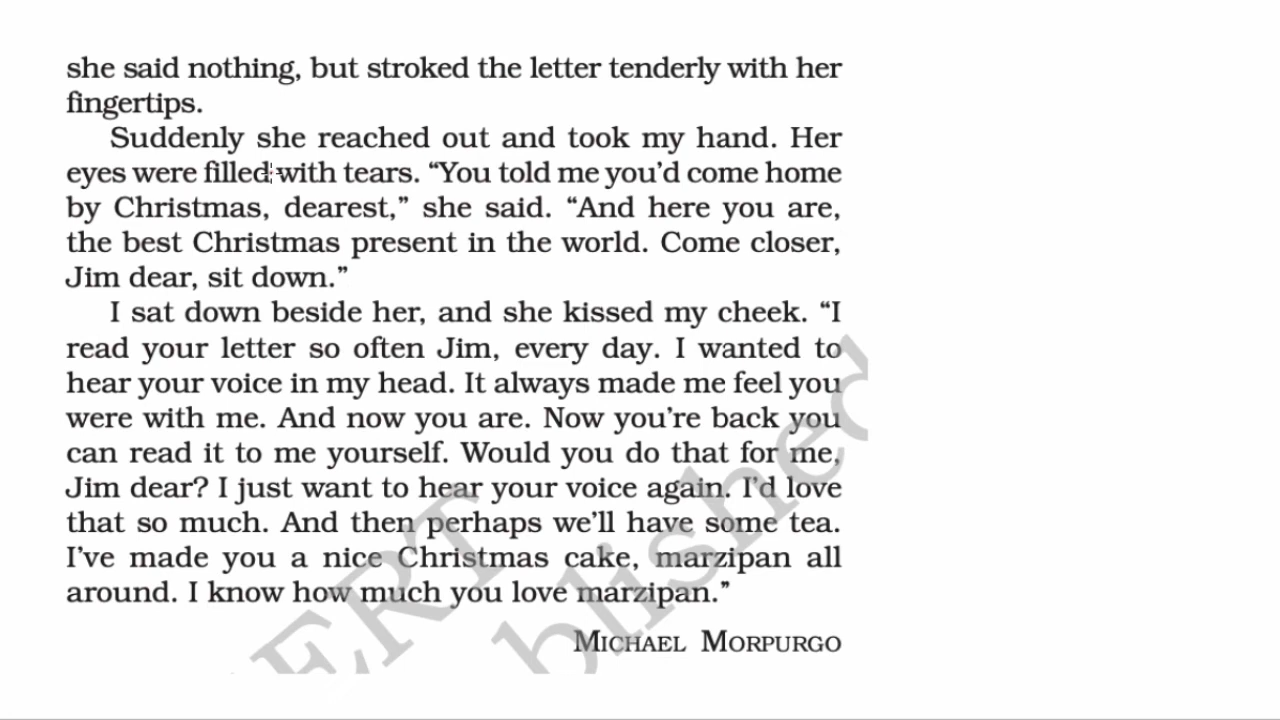 she said nothing, but stroked the letter tenderly with her
fingertips.
Suddenly she reached out and took my hand. Her
eyes were filled with tears. “You told me you’d come home
by Christmas, dearest,” she said. “And here you are,
the best Christmas present in the world. Come closer,
Jim dear, sit down.”
I sat down beside her, and she kissed my cheek. “I
read your letter so often Jim, every day. I wanted to
hear your voice in my head. It always made me feel you
were with me. And now you are. Now you’re back you
can read it to me yourself. Would you do that for me,
Jim dear? I just want to hear your voice again. I’d love
that so much. And then perhaps we’ll have some tea.
I’ve made you a nice Christmas cake, marzipan all
around. I know how much you love marzipan.”
MICHAEL MORPURGO